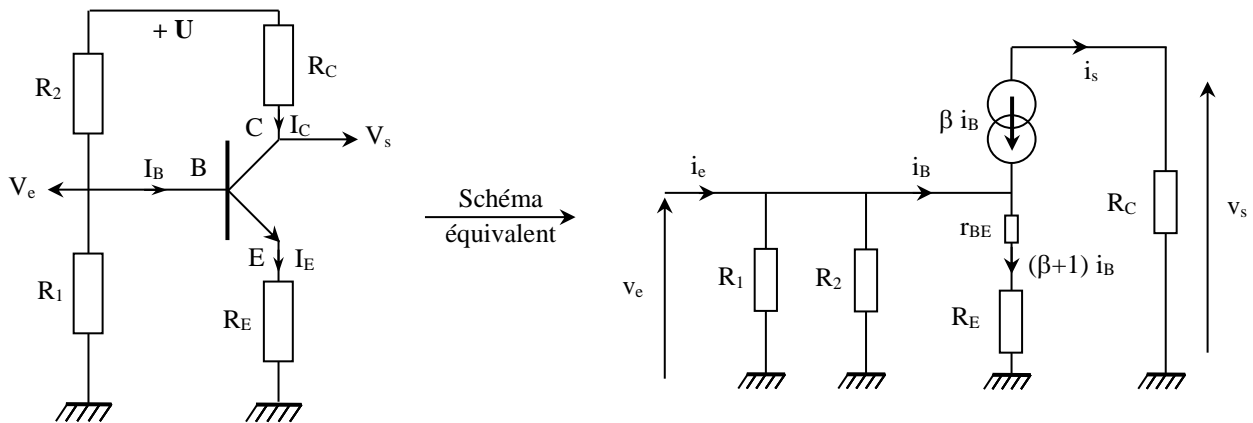 + U
R2
RC
C
IC
Vs
IB
B
Ve
E
IE
R1
RE
Schéma
équivalent
is
β iB
ie
iB
rBE
RC
vs
(β+1) iB
R1
R2
ve
RE